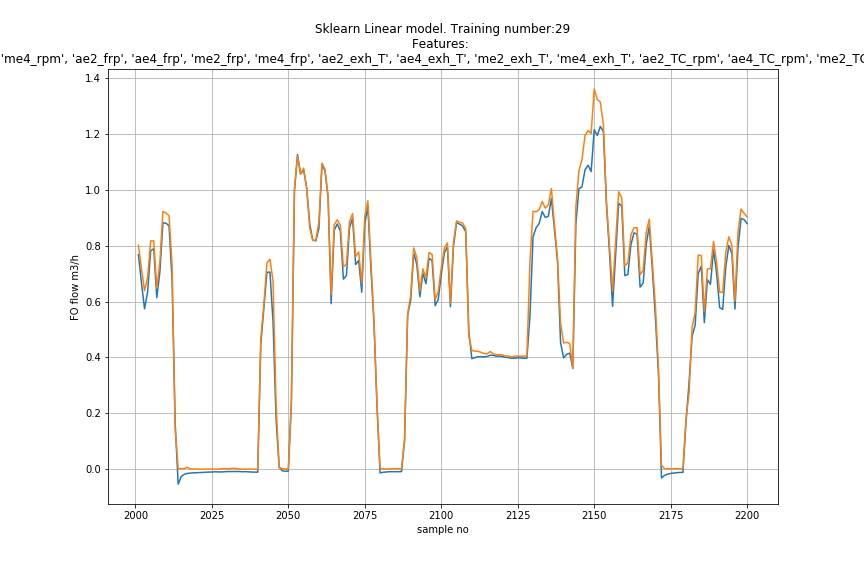 Sklearn Linear model. Training number:29
Features:
'me4_rpm', 'ae2_frp', 'ae4_frp', 'me2_frp', 'me4_frp', 'ae2_exh_T', 'ae4_exh_T', 'me2_exh_T', 'me4_exh_T', 'ae2_TC_rpm', 'ae4_TC_rpm', 'me2_TC
1.4
1.2
1.0
0.8
0.6
0.4
0.2
0.0
FO flow m3/h
2000 2025 2050 2075 2100 2125 2150 2175 2200
sample no